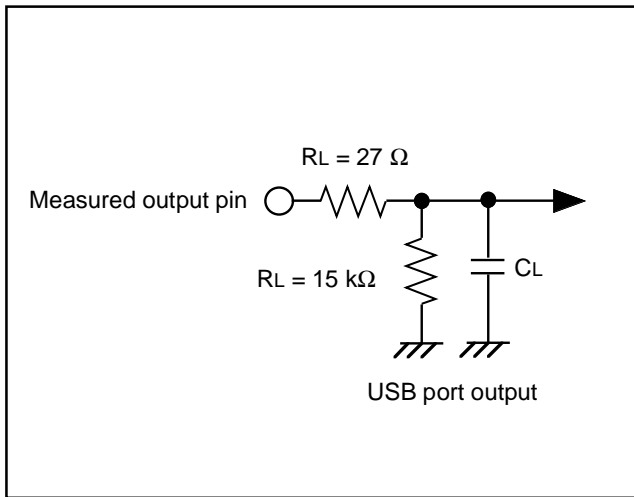 RL = 27 Ω
Measured output pin
RL = 15 kΩ
CL
USB port output